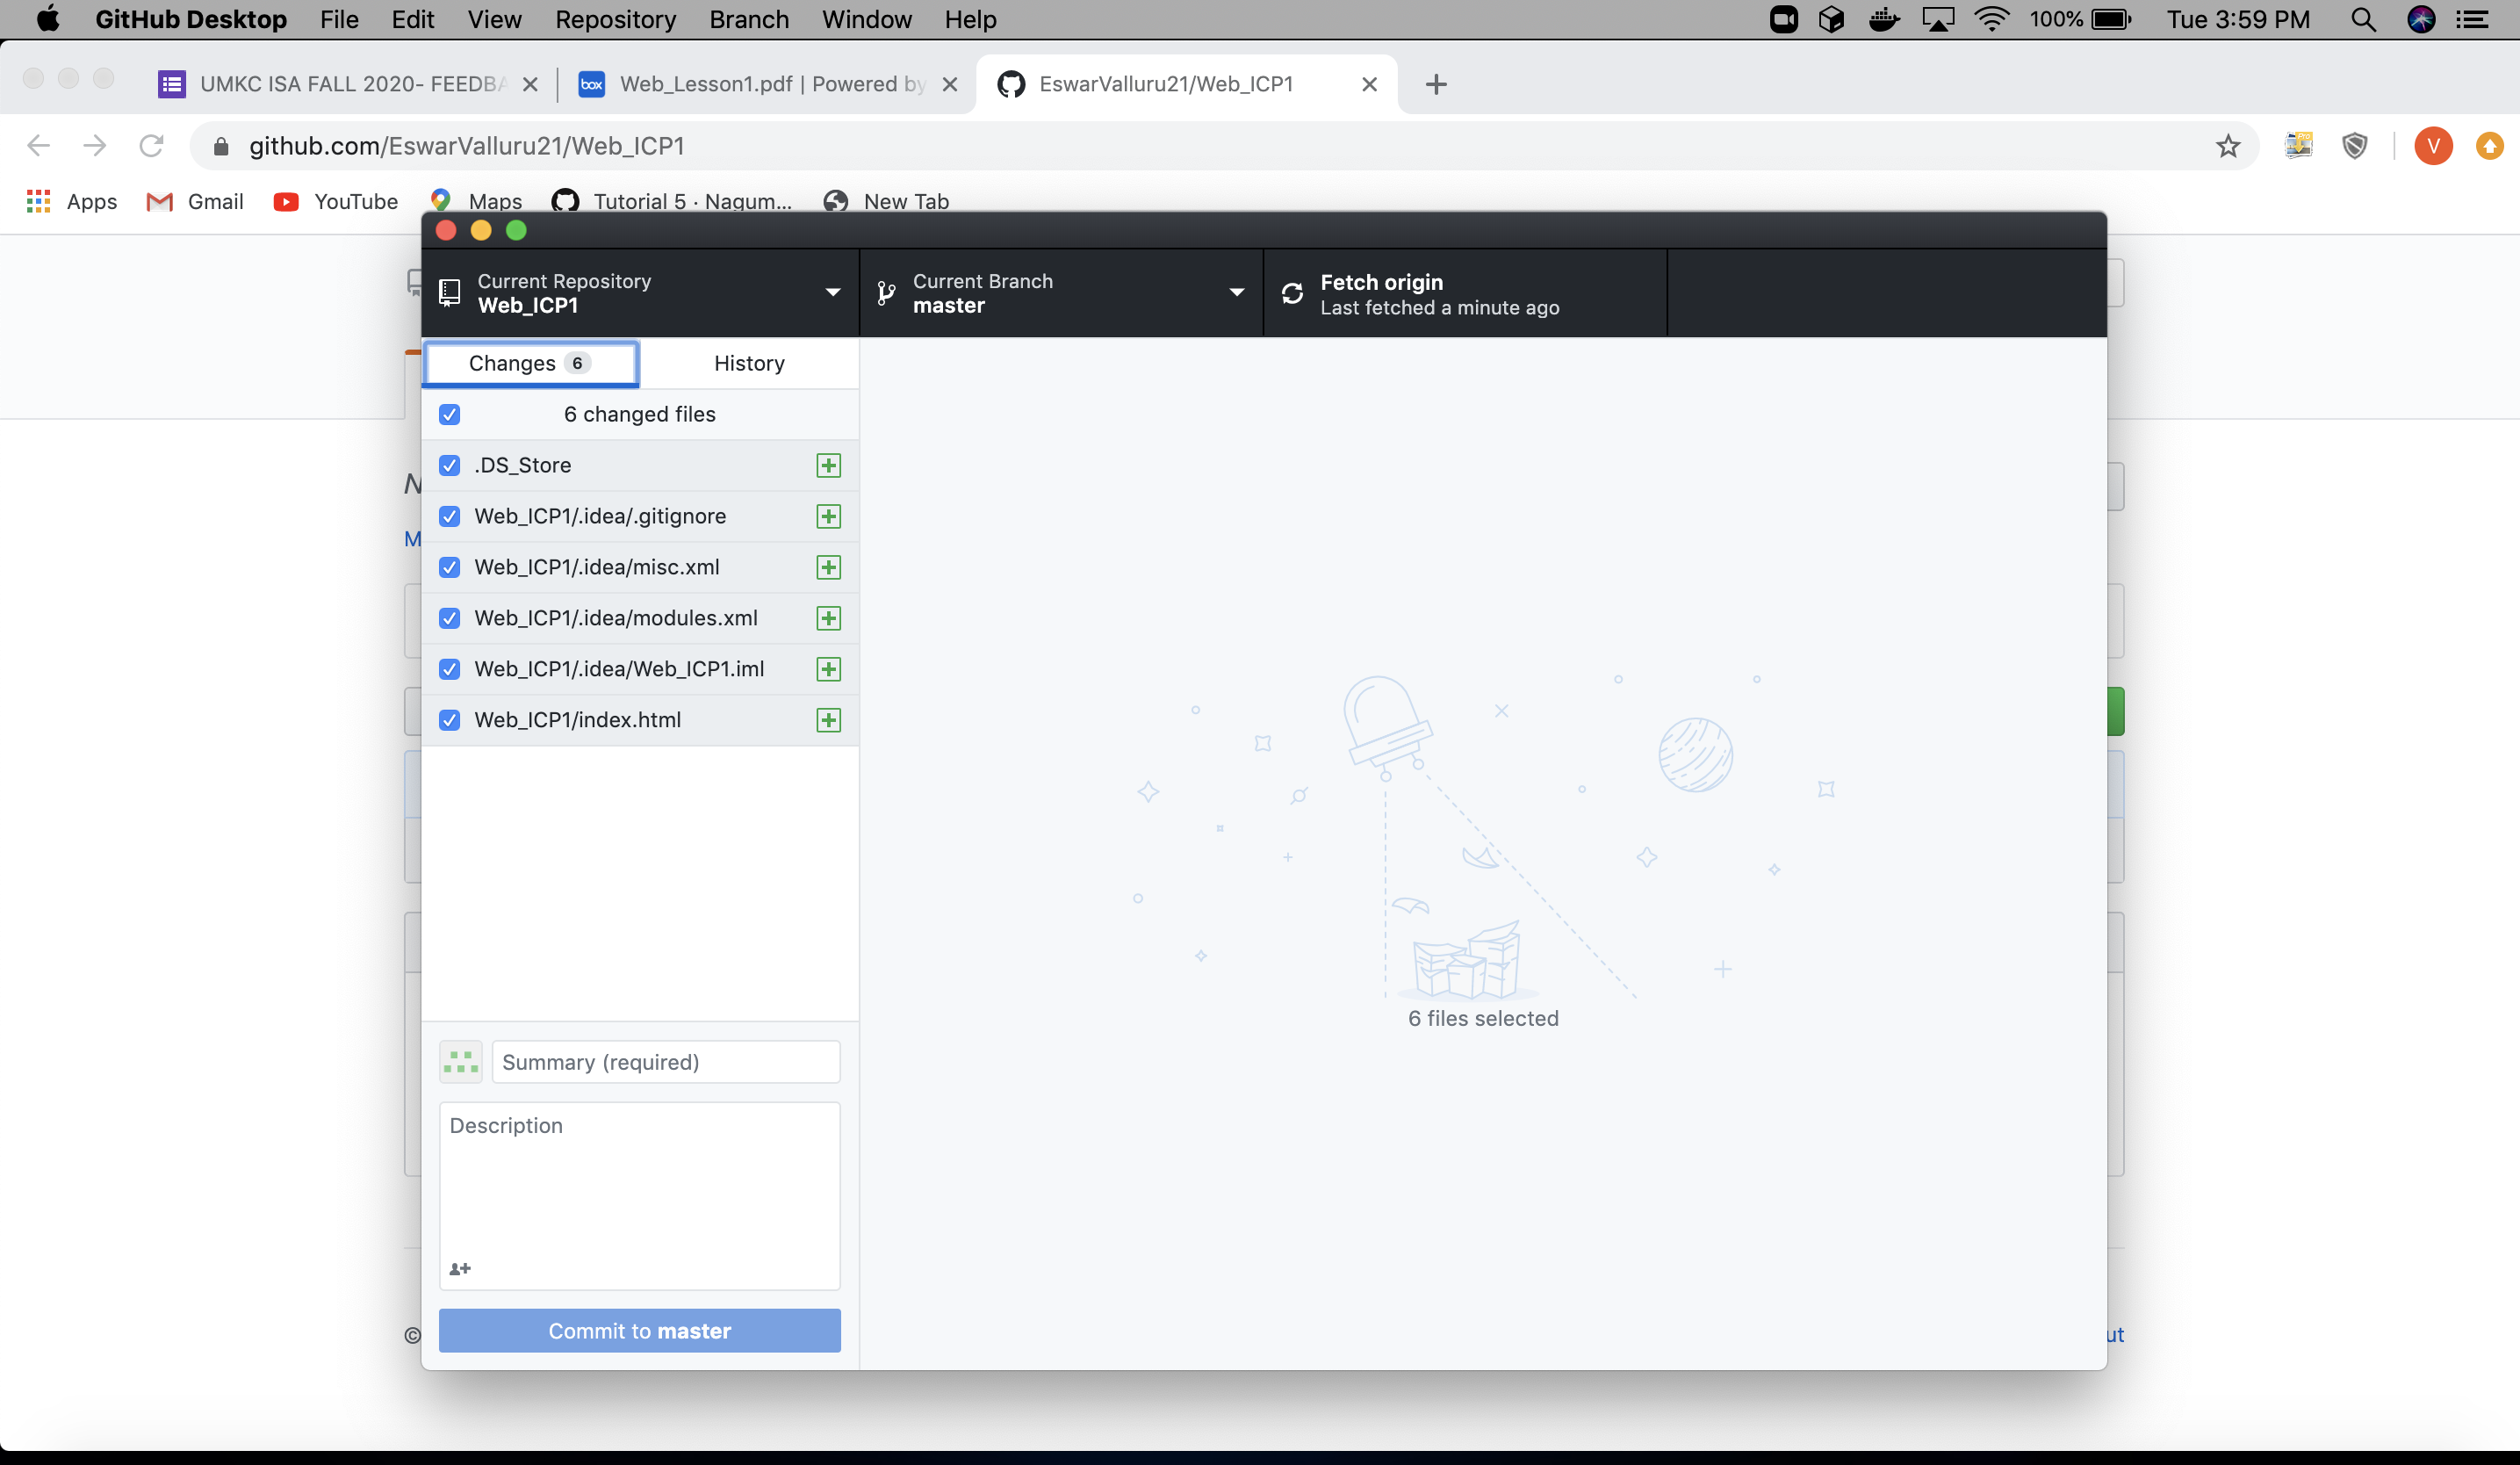 GitHub Desktop File Edit View Repository Branch Window Help 100% Tue 3:59 PM
UMKC ISA FALL 2020- FEEDBA Web_Lesson1.pdf | Powered by EswarValluru21/Web_ICP1
github.com/EswarValluru21/Web_ICP1 Pro V
Apps Gmail YouTube Maps Tutorial 5 · Nagum... New Tab
box
Current Repository
Web_ICP1
Current Branch
master
Fetch origin
Last fetched a minute ago
Changes 6 History
6 changed files
.DS_Store
Web_ICP1/.idea/.gitignore
Web_ICP1/.idea/misc.xml
Web_ICP1/.idea/modules.xml
Web_ICP1/.idea/Web_ICP1.iml
Web_ICP1/index.html
6 files selected
Summary (required)
Description
Commit to master
©
ut